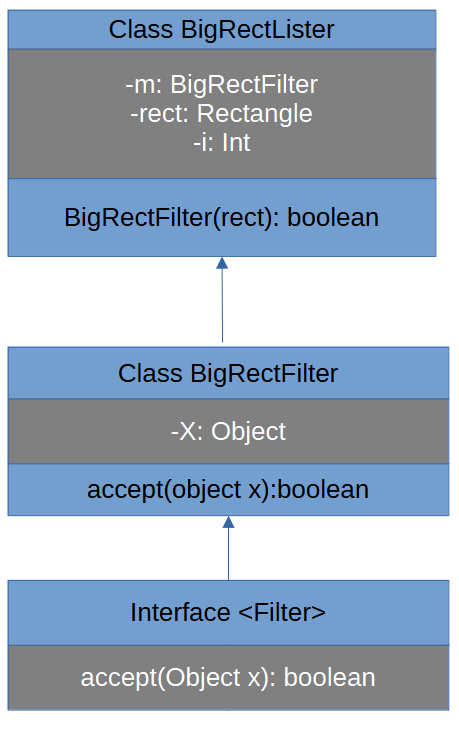 Class BigRectLister
-m: BigRectFilter
-rect: Rectangle
-i: Int
BigRectFilter(rect): boolean
Class BigRectFilter
-X: Object
accept(object x):boolean
Interface <Filter>
accept(Object x): boolean